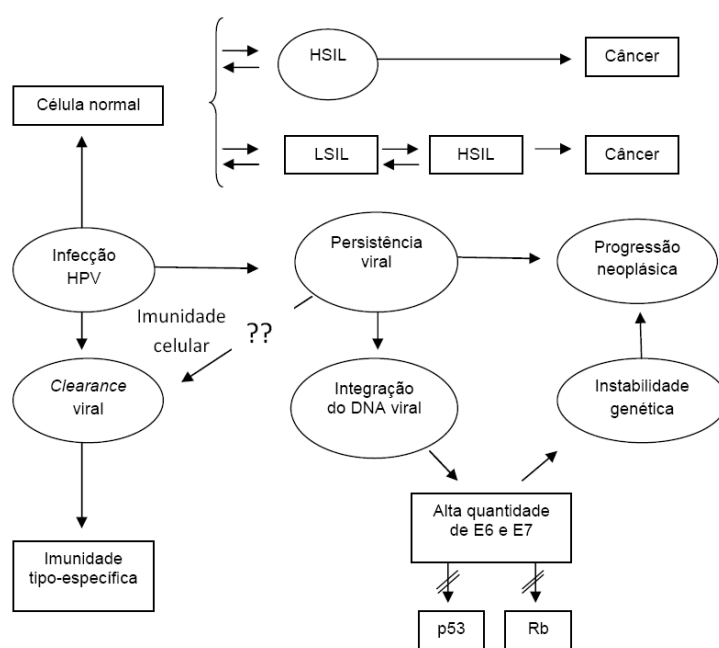 HSIL
Câncer
Célula normal
LSIL
HSIL
Câncer
Infecção
HPV
Persistência
viral
Progressão
neoplásica
Imunidade
celular
??
Clearance
viral
Integração
do DNA viral
Instabilidade
genética
Alta quantidade
de E6 e E7
Imunidade
tipo-específica
p53
Rb